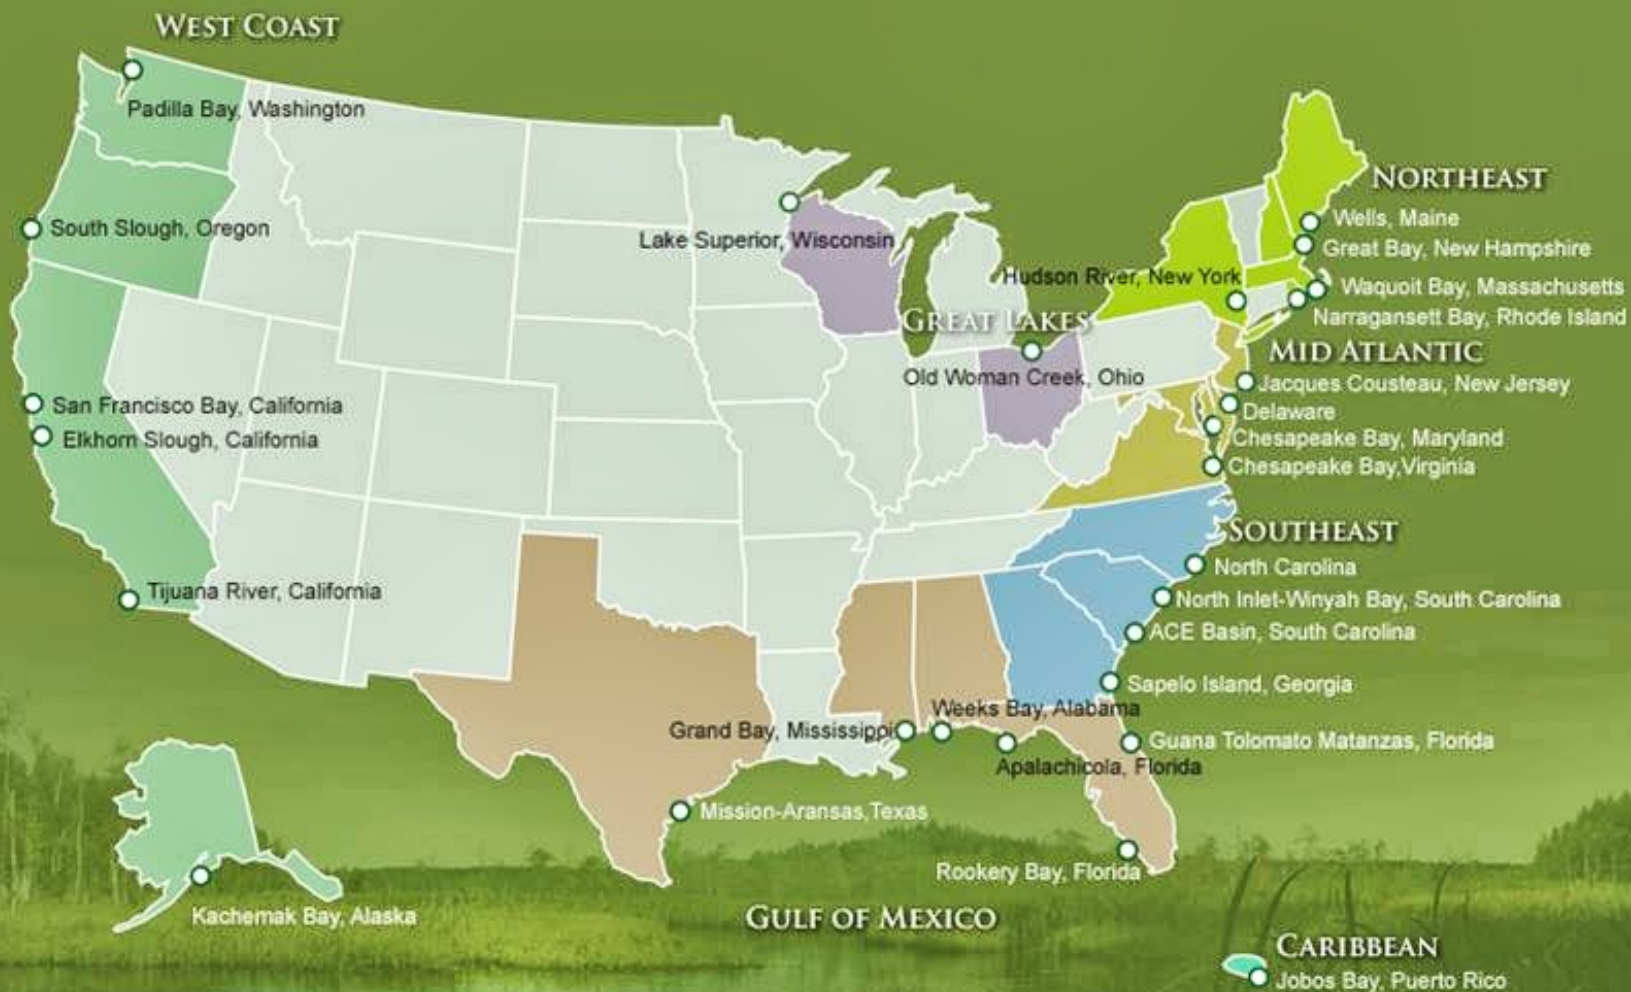 WEST COAST
Padilla Bay, Washington
South Slough, Oregon
San Francisco Bay, California
Elkhorn Slough, California
Tijuana River, California
Kachemak Bay, Alaska
Lake Superior, Wisconsin
GREAT LAKES
Old Woman Creek, Ohio
NORTHEAST
Wells, Maine
Great Bay, New Hampshire
Hudson River, New York
Waquoit Bay, Massachusetts
Narragansett Bay, Rhode Island
MID ATLANTIC
Jacques Cousteau, New Jersey
Delaware
Chesapeake Bay, Maryland
Chesapeake Bay,Virginia
SOUTHEAST
North Carolina
North Inlet-Winyah Bay, South Carolina
ACE Basin, South Carolina
Sapelo Island, Georgia
Guana Tolomato Matanzas, Florida
Weeks Bay, Alabama
Grand Bay, Mississippi
Apalachicola, Florida
Mission-Aransas,Texas
Rookery Bay, Florida
GULF OF MEXICO
CARIBBEAN
Jobos Bay, Puerto Rico